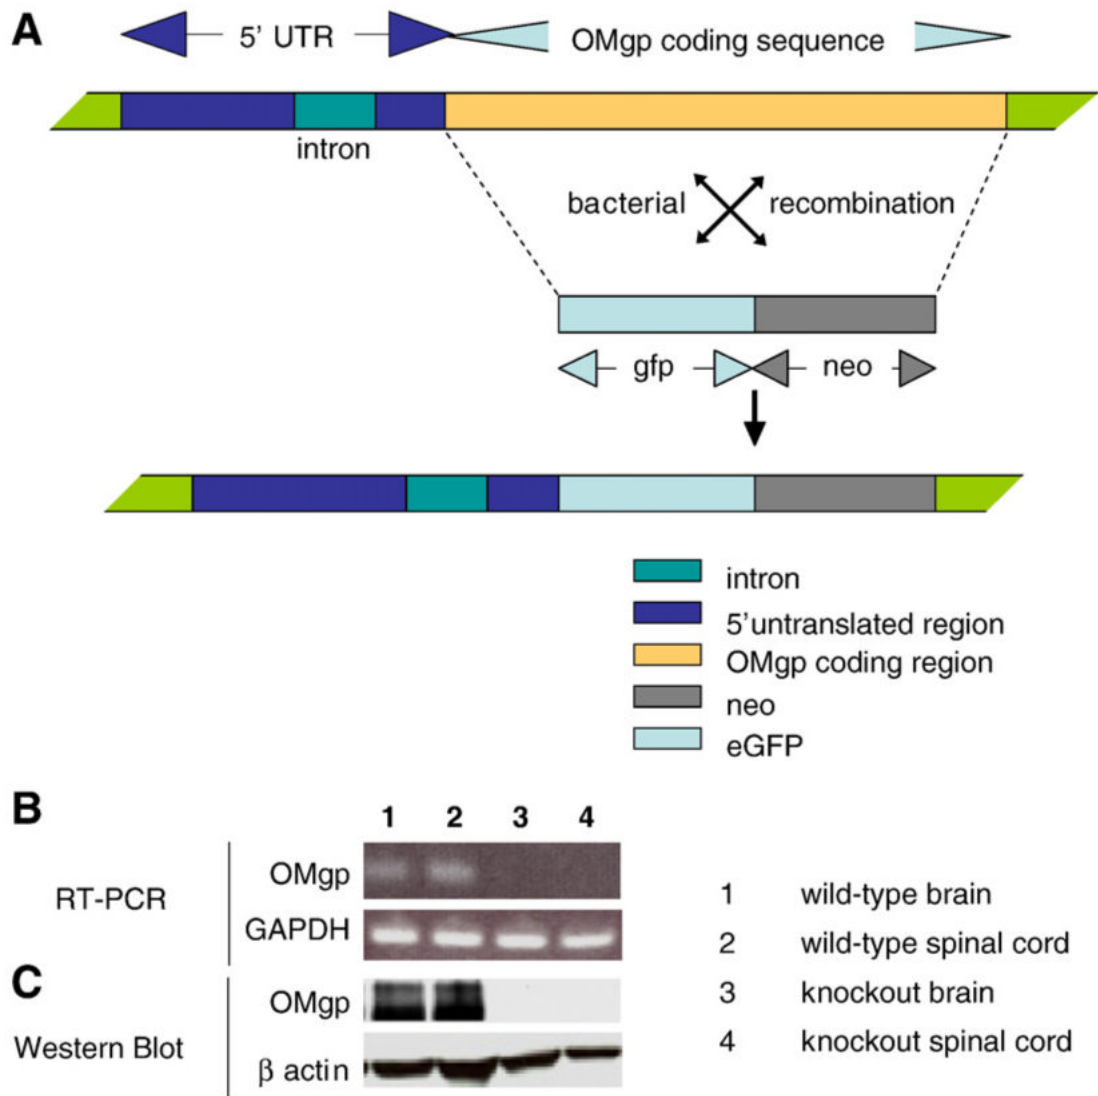 A
5' UTR
OMgp coding sequence
intron
bacterial
recombination
gfp
neo
intron
5'untranslated region
OMgp coding region
neo
eGFP
B
1 2 3 4
RT-PCR
OMgp
GAPDH
C
Western Blot
OMgp
β actin
1 wild-type brain
2 wild-type spinal cord
3 knockout brain
4 knockout spinal cord